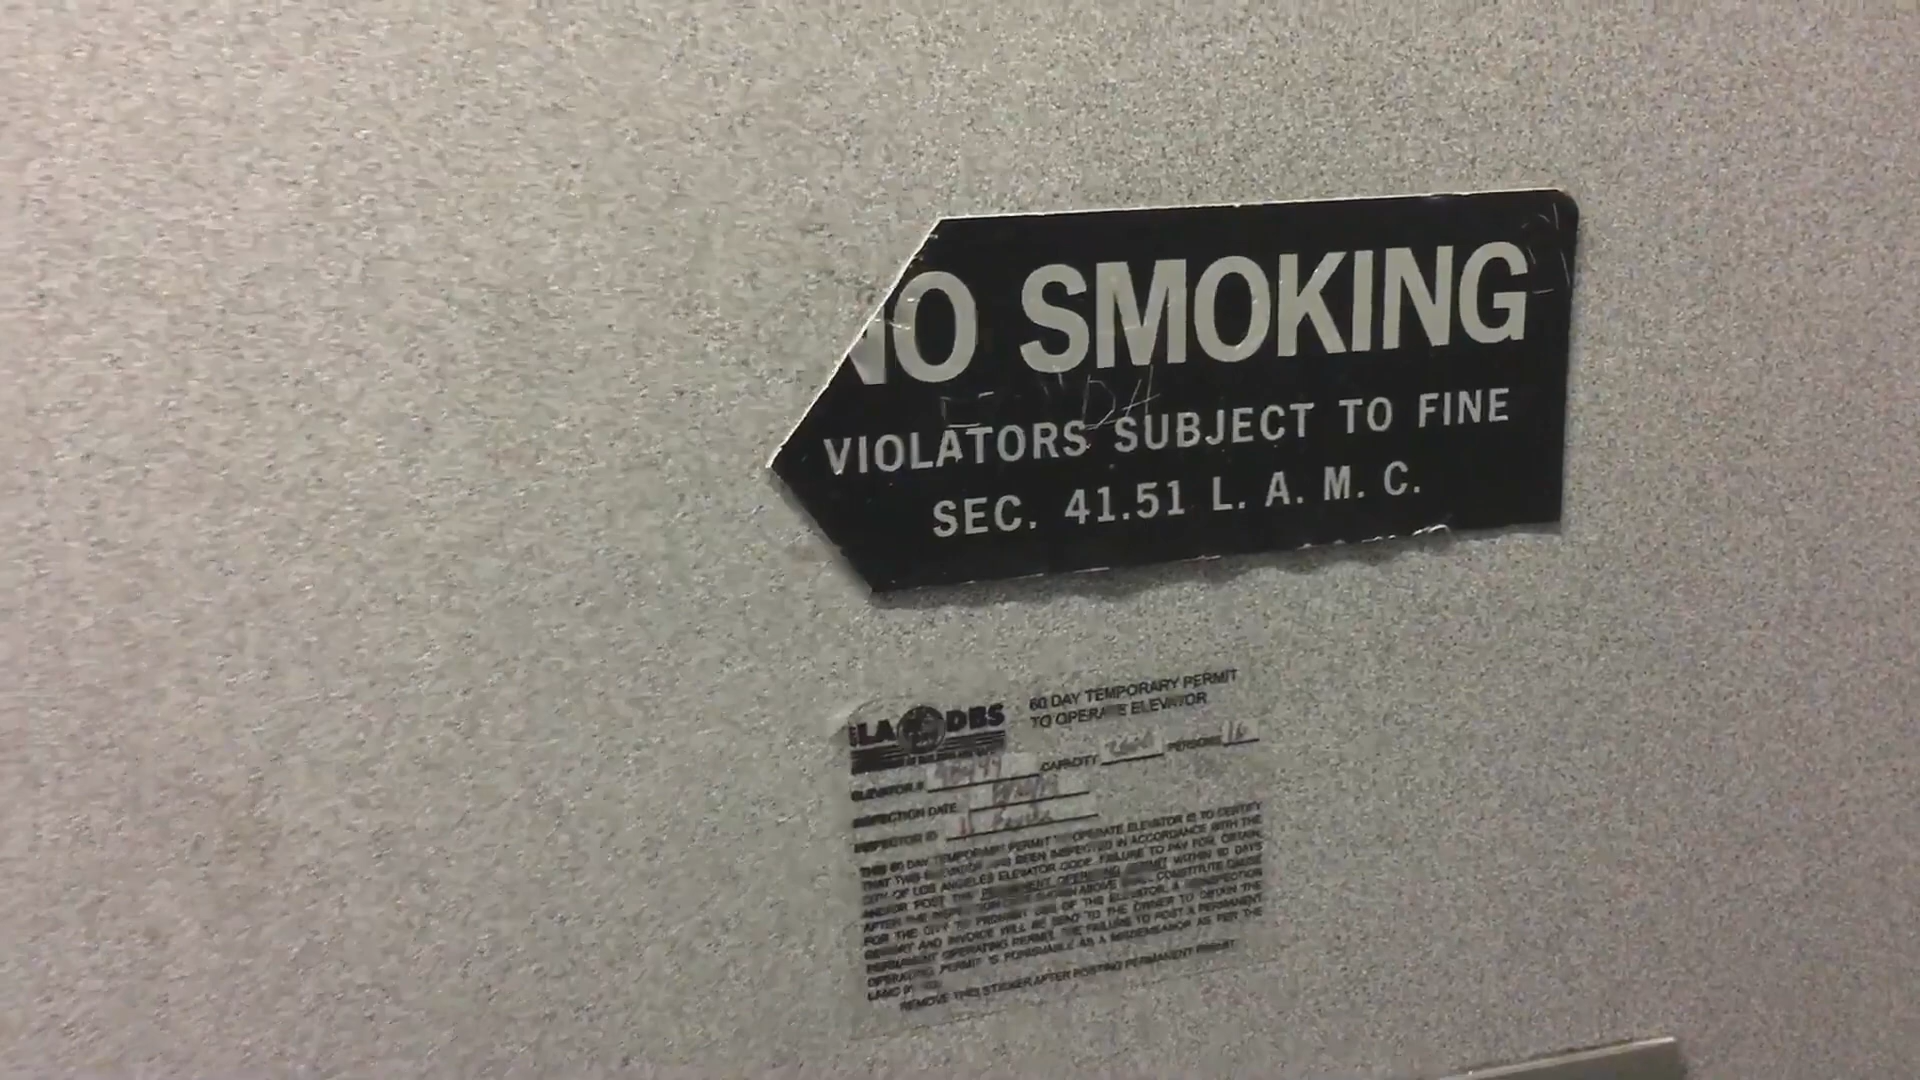 NO SMOKING
VIOLATORS SUBJECT TO FINE
SEC. 41.51 L. A. M. C.
LA DBS
60 DAY TEMPORARY PERMIT
TO OPERATE ELEVATOR
ELEVATOR # CAPACITY PERSONS 16
INSPECTION DATE
INSPECTOR ID
THIS 60 DAY TEMPORARY PERMIT TO OPERATE ELEVATOR IS TO CERTIFY
THAT THIS ELEVATOR HAS BEEN INSPECTED IN ACCORDANCE WITH THE
CITY OF LOS ANGELES ELEVATOR CODE. FAILURE TO PAY FOR, OBTAIN,
AND/OR POST THE PERMANENT OPERATING PERMIT WITHIN 60 DAYS
AFTER THE INSPECTION SHOWN ABOVE CONSTITUTE CAUSE
FOR THE CITY TO PROHIBIT USE OF THE ELEVATOR. A INSPECTION
REPORT AND INVOICE WILL BE SENT TO THE OWNER TO OBTAIN THE
PERMANENT OPERATING PERMIT. THE FAILURE TO POST A PERMANENT
OPERATING PERMIT IS PUNISHABLE AS A MISDEMEANOR AS PER THE
LAMC
REMOVE THIS STICKER AFTER POSTING PERMANENT PERMIT